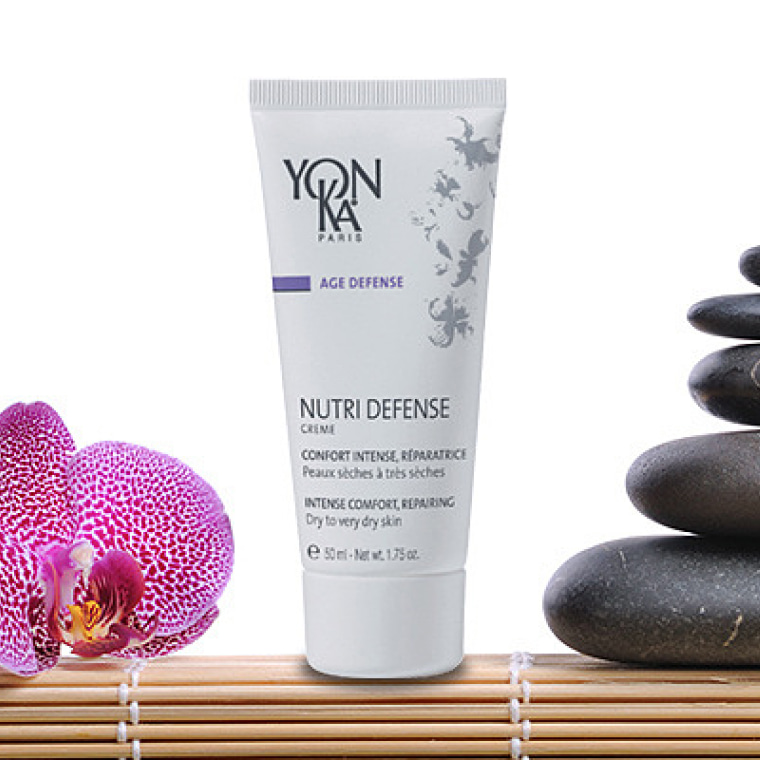 YON
KA®
PARIS
AGE DEFENSE
NUTRI DEFENSE
CREME
CONFORT INTENSE, RÉPARATRICE
Peaux sèches à très sèches
INTENSE COMFORT, REPAIRING
Dry to very dry skin
℮ 50 ml - Net wt. 1.75 oz.